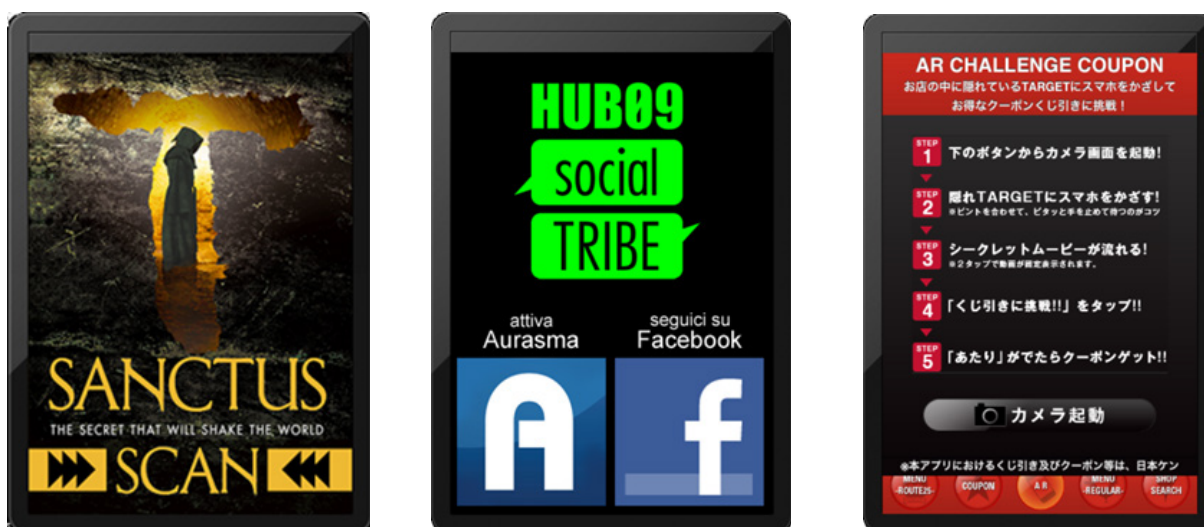 SANCTUS
THE SECRET THAT WILL SHAKE THE WORLD
SCAN
HUB09
social
TRIBE
attiva
Aurasma
seguici su
Facebook
A
f
AR CHALLENGE COUPON
お店の中に隠れているTARGETにスマホをかざして
お得なクーポンくじ引きに挑戦！
STEP
1
下のボタンからカメラ画面を起動!
STEP
2
隠れTARGETにスマホをかざす!
※ピントを合わせて、ピタッと手を止めて待つのがコツ
STEP
3
シークレットムービーが流れる!
※2タップで動画が固定表示されます。
STEP
4
「くじ引きに挑戦!!」をタップ!!
STEP
5
「あたり」がでたらクーポンゲット!!
カメラ起動
※本アプリにおけるくじ引き及びクーポン等は、日本ケン
MENU
-ROUTE25-
COUPON
AR
MENU
-REGULAR-
SHOP
SEARCH